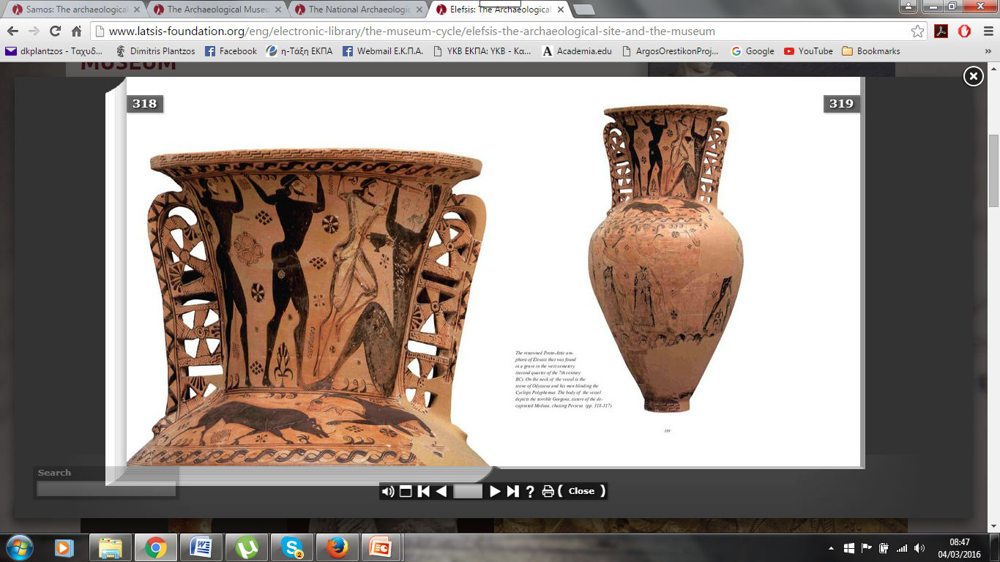 Samos: The archaeological
The Archaeological Museu
The National Archaeologic
Elefsis: The Archaeological
www.latsis-foundation.org/eng/electronic-library/the-museum-cycle/elefsis-the-archaeological-site-and-the-museum
dkplantzos - Ταχυδ...
Dimitris Plantzos
Facebook
η-Τάξη ΕΚΠΑ
Webmail Ε.Κ.Π.Α.
ΥΚΒ ΕΚΠΑ: ΥΚΒ - Κα...
Academia.edu
ArgosOrestikonProj...
Google
YouTube
Bookmarks
»
MUSEUM
318
319
The renowned Proto-Attic am-
phora of Eleusis that was found
in a grave in the west cemetery
(second quarter of the 7th century
BC). On the neck of the vessel is the
scene of Odysseus and his men blinding the
Cyclops Polyphemus. The body of the vessel
depicts the terrible Gorgons, sisters of the de-
capitated Medusa, chasing Perseus (pp. 318-317).
319
Search
? ( Close )
2
08:47
04/03/2016